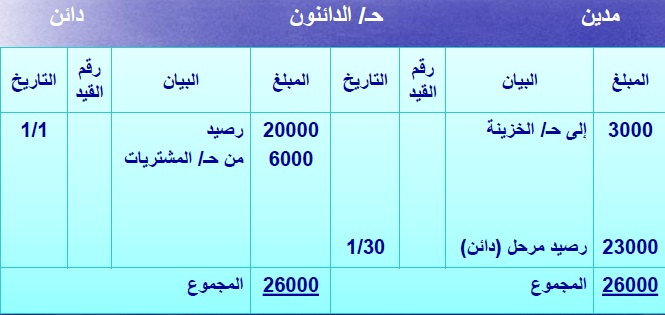 مدين حـ/ الدائنون دائن
المبلغ البيان رقم القيد التاريخ المبلغ البيان رقم القيد التاريخ
3000 إلى حـ/ الخزينة 20000 رصيد 1/1
6000 من حـ/ المشتريات
23000 رصيد مرحل (دائن) 1/30
26000 المجموع 26000 المجموع